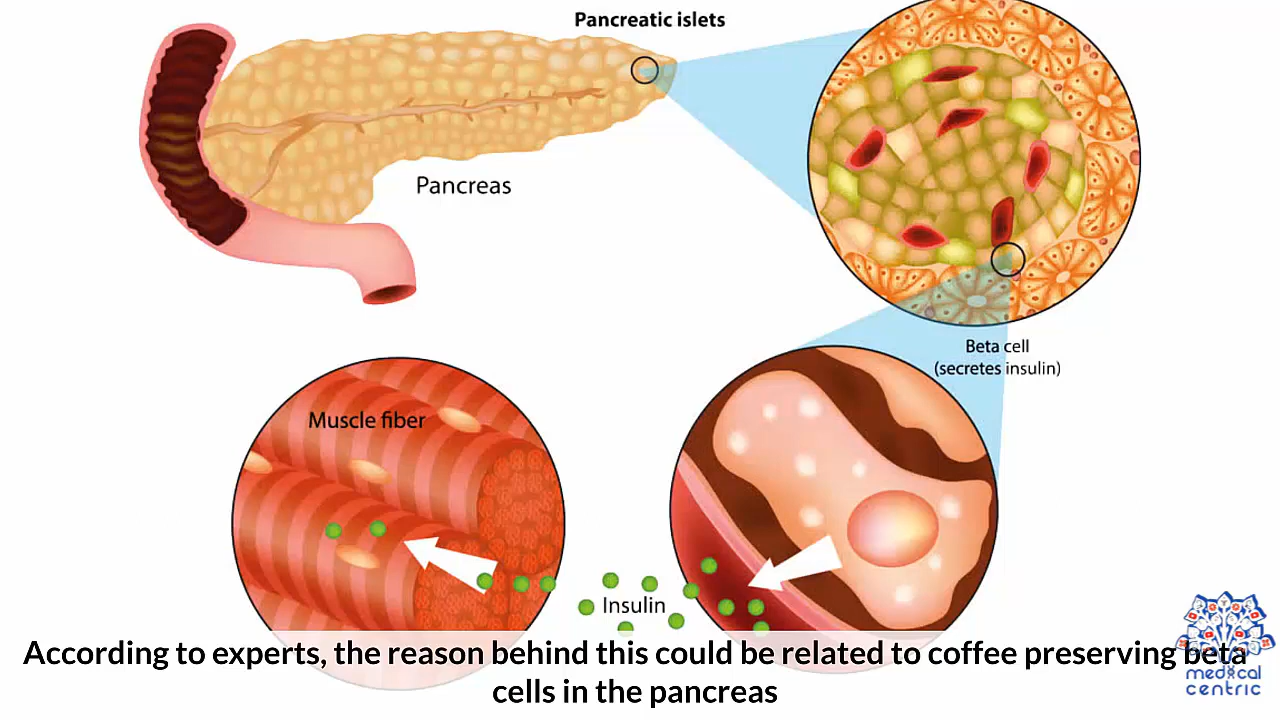 Pancreatic islets
Pancreas
Beta cell
(secretes insulin)
Muscle fiber
Insulin
According to experts, the reason behind this could be related to coffee preserving beta
cells in the pancreas
medical
centric